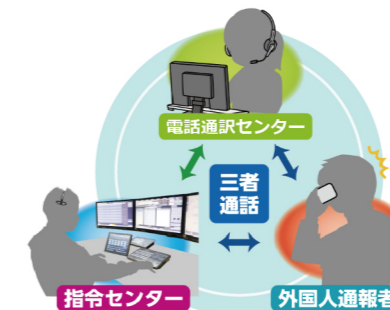 電話通訳センター
三者
通話
指令センター
外国人通報者